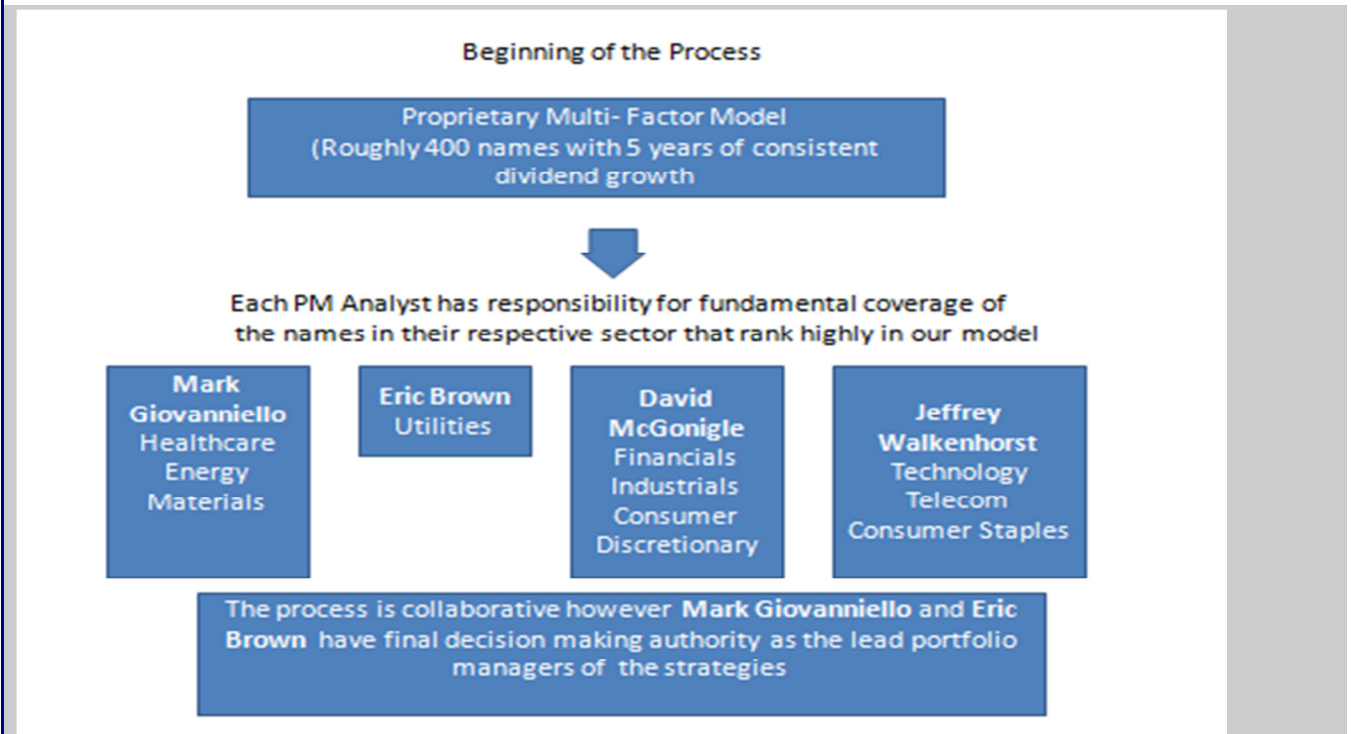 Beginning of the Process
Proprietary Multi- Factor Model
(Roughly 400 names with 5 years of consistent
dividend growth
Each PM Analyst has responsibility for fundamental coverage of
the names in their respective sector that rank highly in our model
Mark
Giovanniello
Healthcare
Energy
Materials
Eric Brown
Utilities
David
McGonigle
Financials
Industrials
Consumer
Discretionary
Jeffrey
Walkenhorst
Technology
Telecom
Consumer Staples
The process is collaborative however Mark Giovanniello and Eric
Brown have final decision making authority as the lead portfolio
managers of the strategies